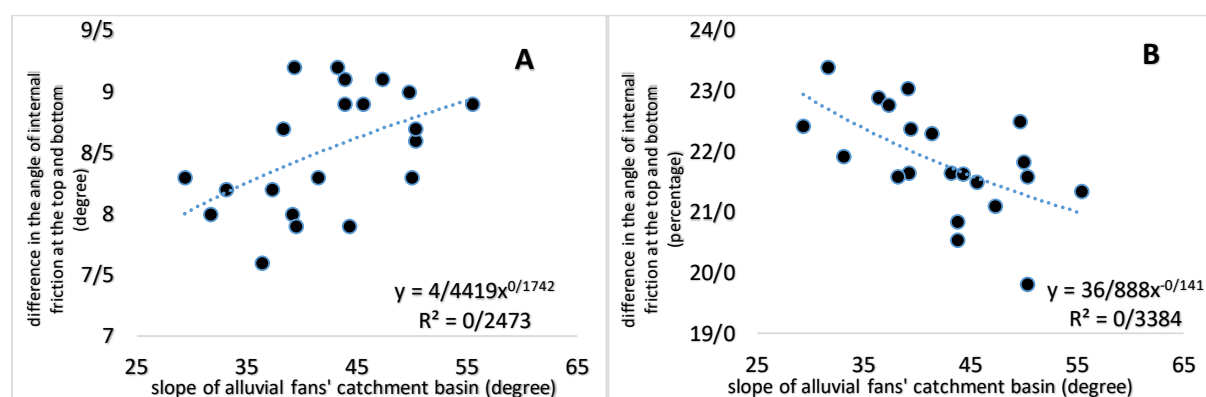 difference in the angle of internal
friction at the top and bottom
(degree)
9/5
9
8/5
8
7/5
7
A
y = 4/4419x^0/1742
R² = 0/2473
25 35 45 55 65
slope of alluvial fans' catchment basin (degree)
difference in the angle of internal
friction at the top and bottom
(percentage)
24/0
23/0
22/0
21/0
20/0
19/0
B
y = 36/888x^-0/141
R² = 0/3384
25 35 45 55 65
slope of alluvial fans' catchment basin (degree)